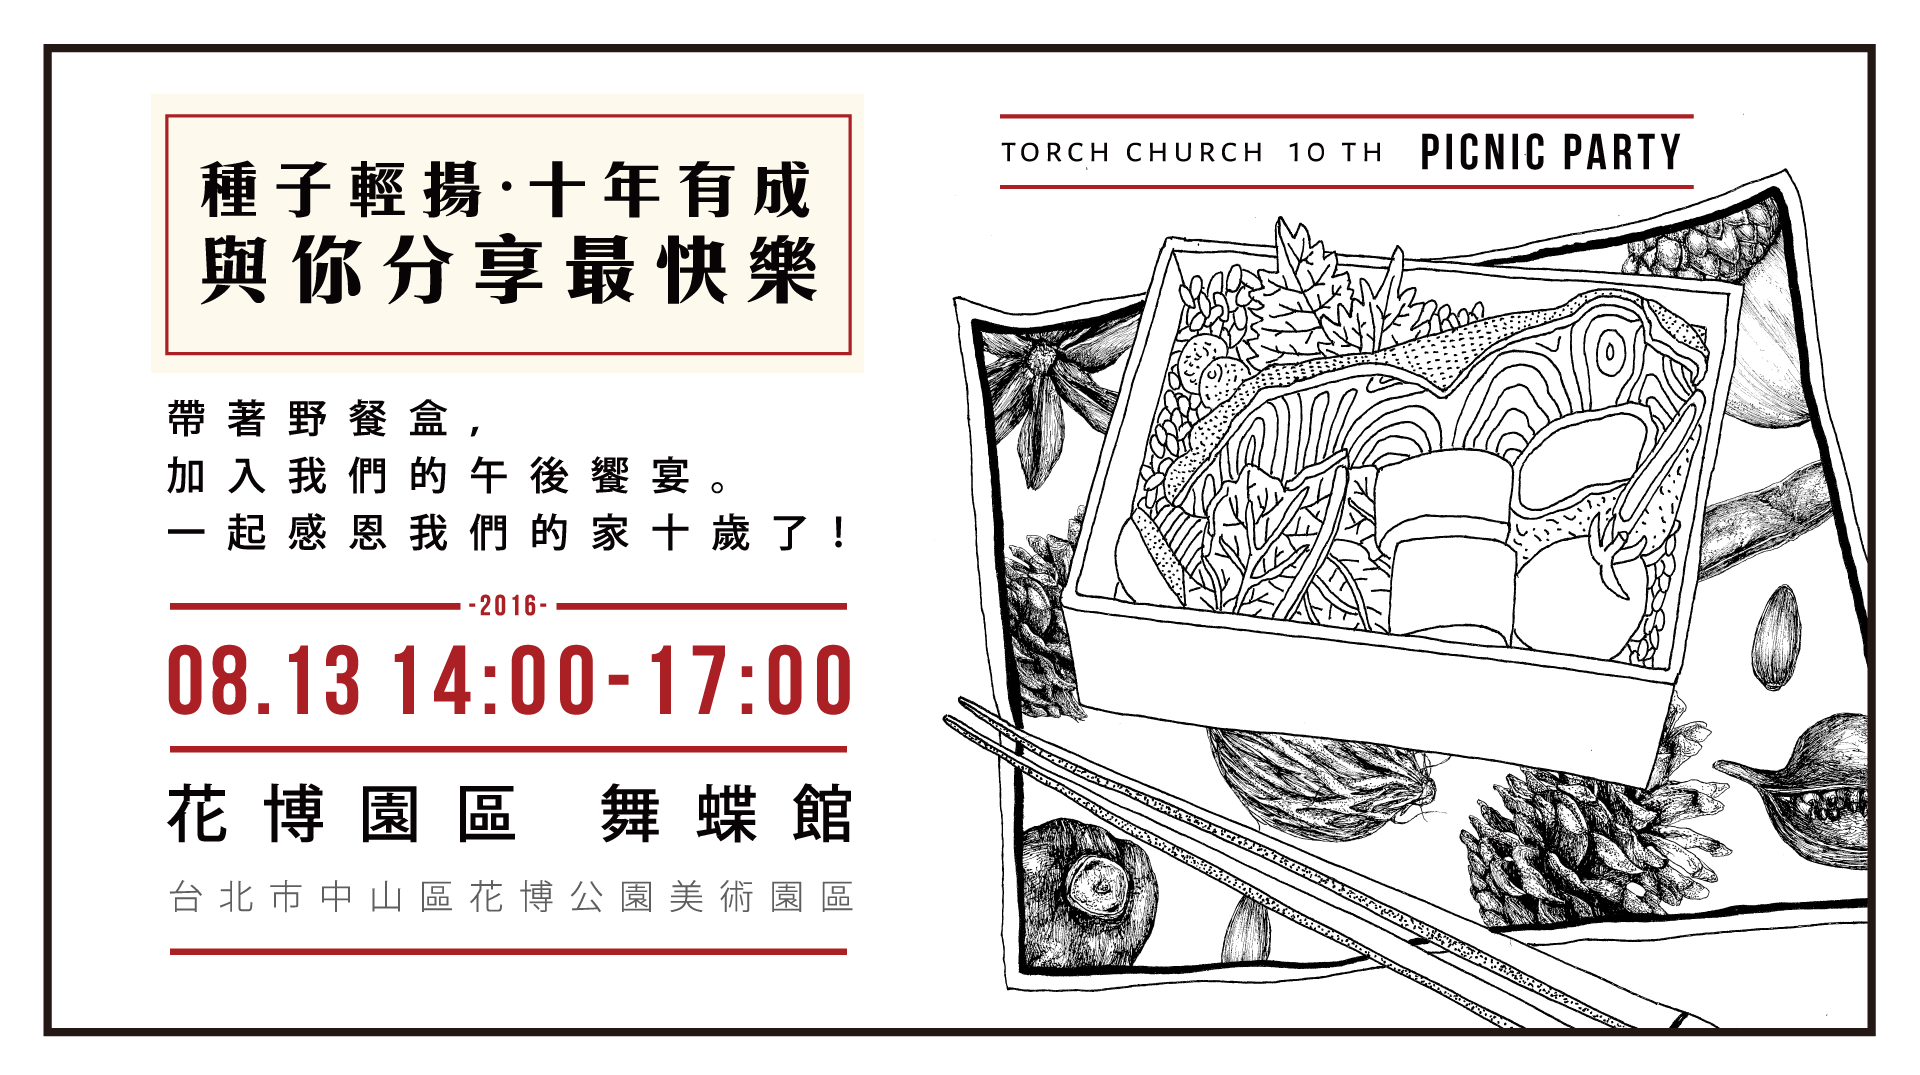 種子輕揚·十年有成
與你分享最快樂
帶著野餐盒,
加入我們的午後饗宴。
一起感恩我們的家十歲了!
-2016-
08.13 14:00-17:00
花博園區 舞蝶館
台北市中山區花博公園美術園區
TORCH CHURCH 10 TH PICNIC PARTY